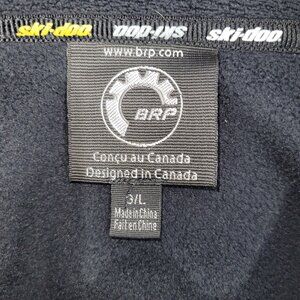 ski-doo ski-doo ski-doo
www.brp.com
BRP
Conçu au Canada
Designed in Canada
3/L
Made in China
Fait en Chine